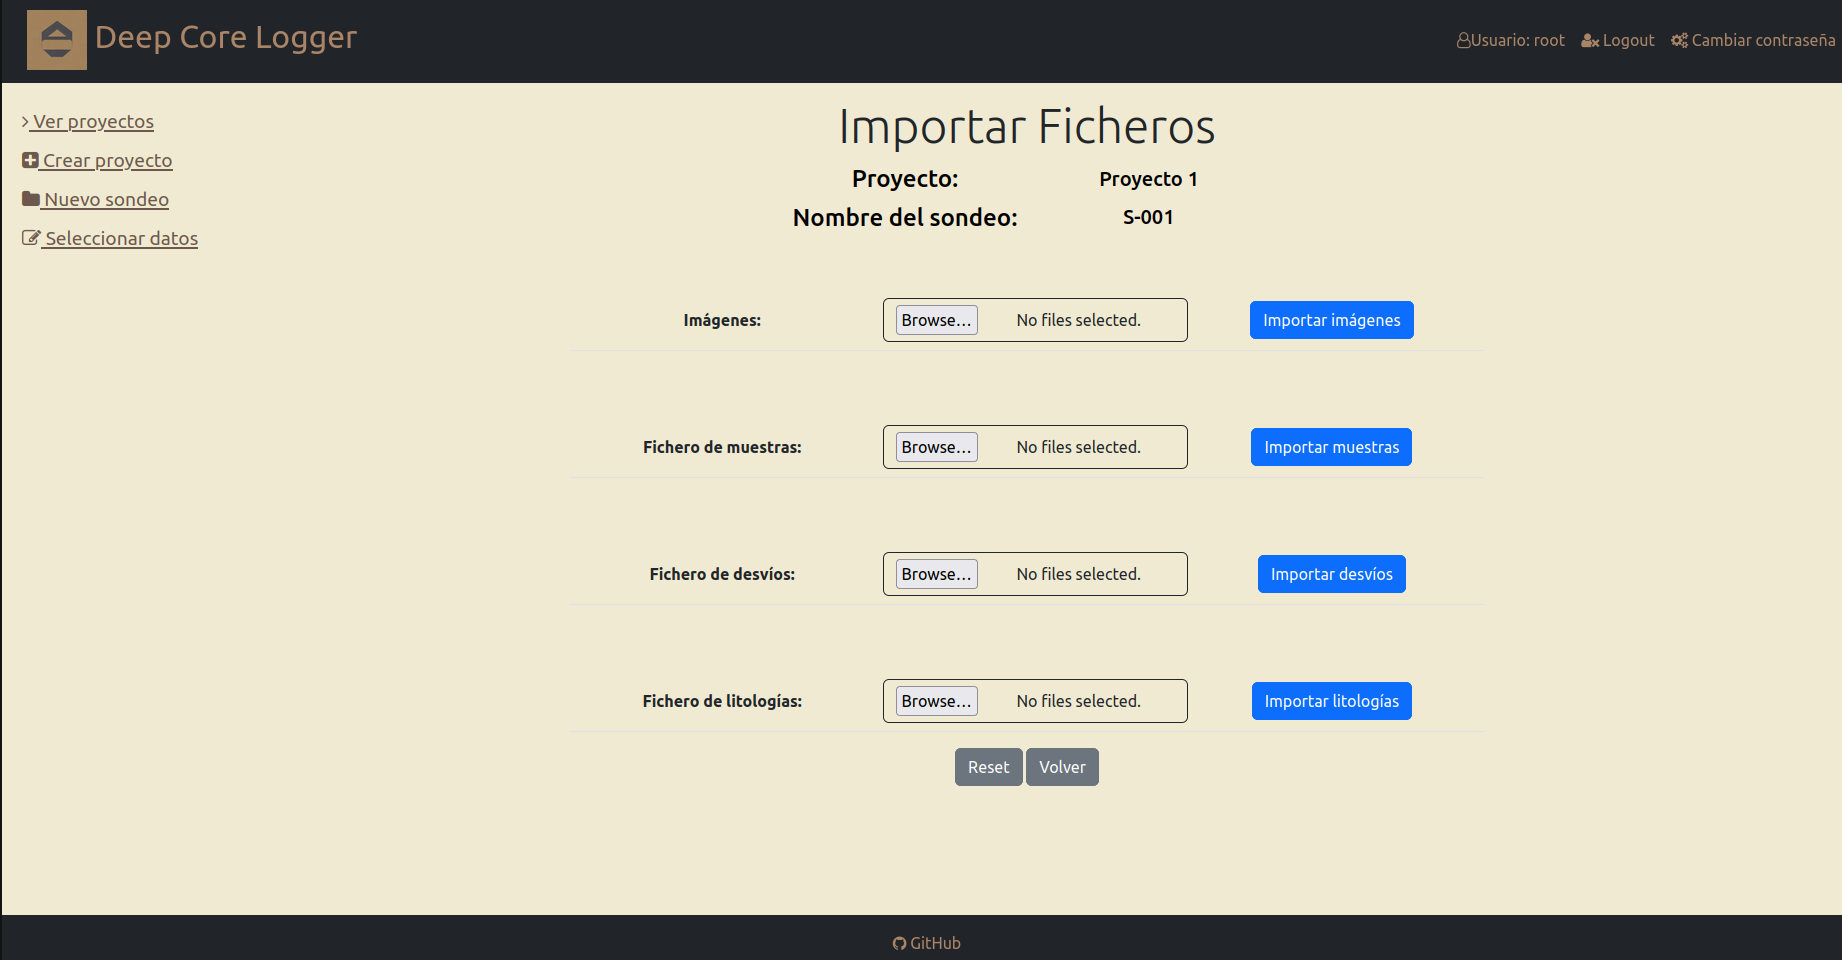 Deep Core Logger
Usuario: root Logout Cambiar contraseña
Ver proyectos
Crear proyecto
Nuevo sondeo
Seleccionar datos
Importar Ficheros
Proyecto: Proyecto 1
Nombre del sondeo: S-001
Imágenes: Browse... No files selected. Importar imágenes
Fichero de muestras: Browse... No files selected. Importar muestras
Fichero de desvíos: Browse... No files selected. Importar desvíos
Fichero de litologías: Browse... No files selected. Importar litologías
Reset Volver
GitHub